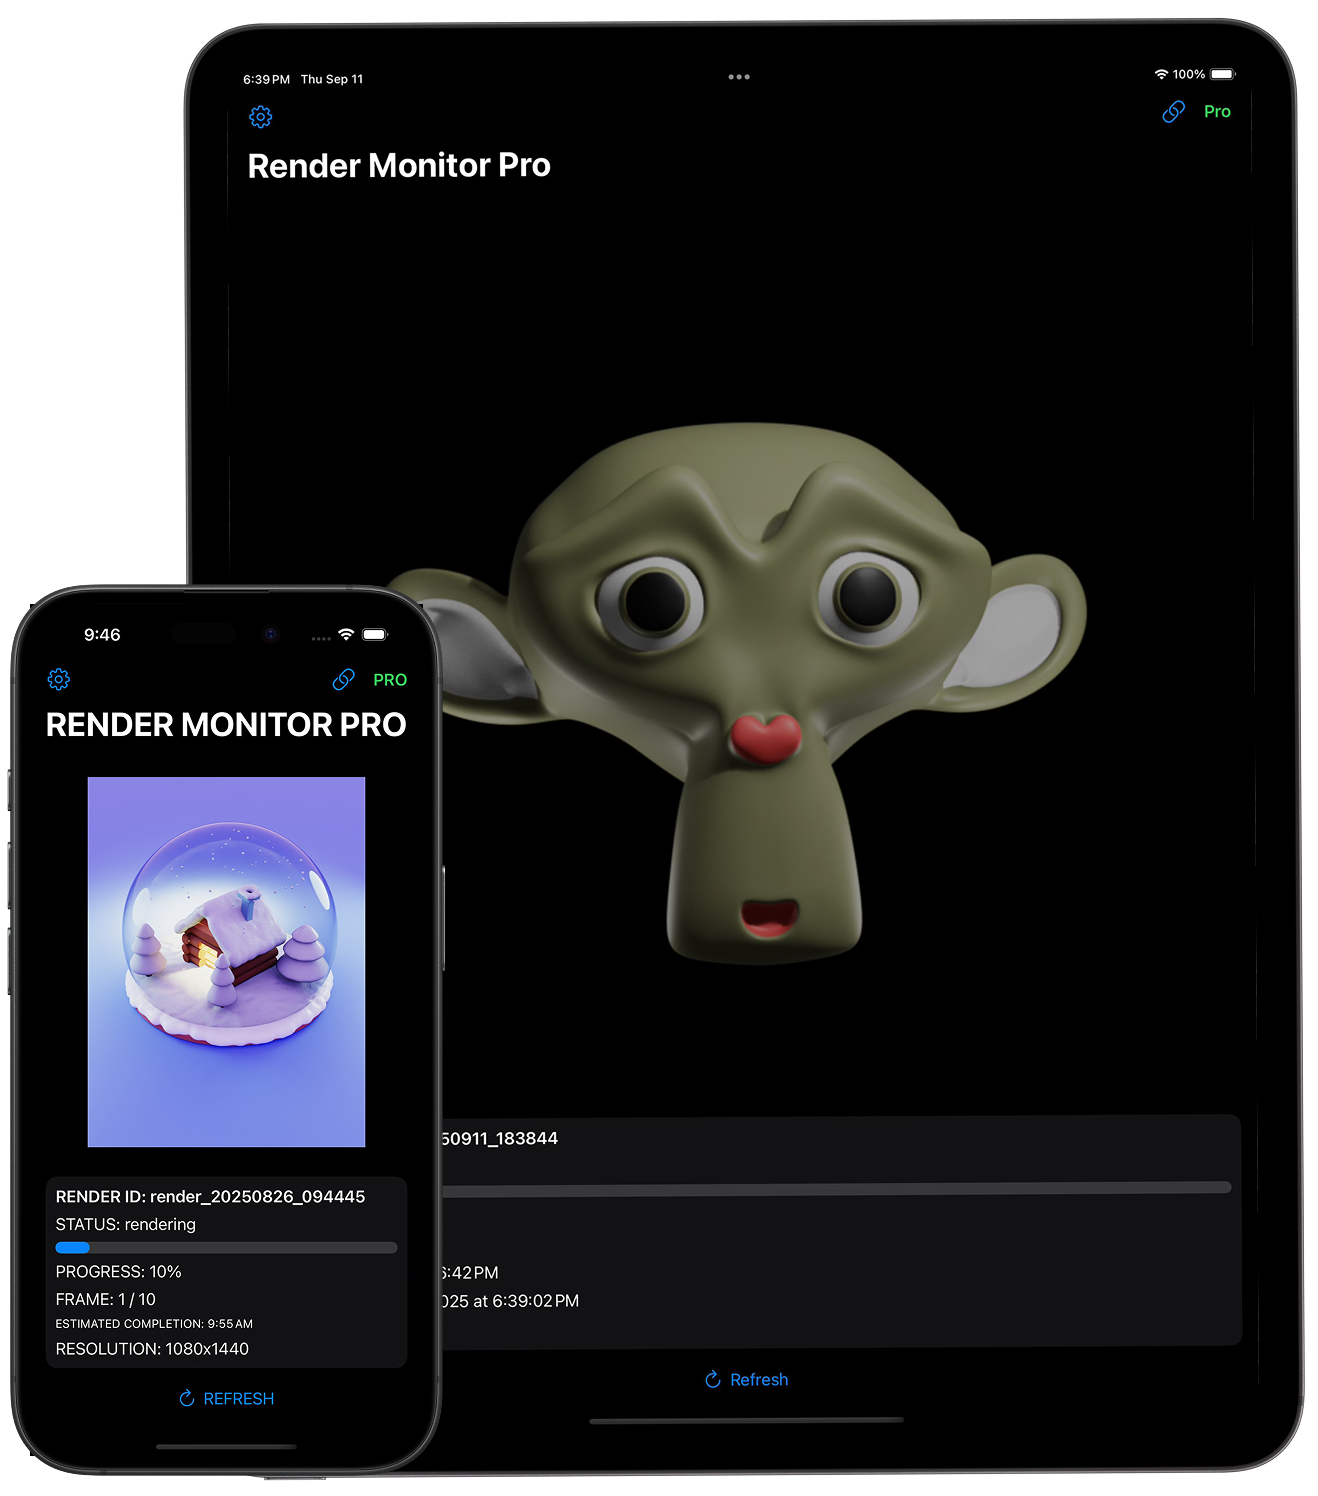 6:39 PM Thu Sep 11
100%
Pro
Render Monitor Pro
50911_183844
6:42 PM
025 at 6:39:02 PM
Refresh
9:46
PRO
RENDER MONITOR PRO
RENDER ID: render_20250826_094445
STATUS: rendering
PROGRESS: 10%
FRAME: 1 / 10
ESTIMATED COMPLETION: 9:55 AM
RESOLUTION: 1080x1440
REFRESH